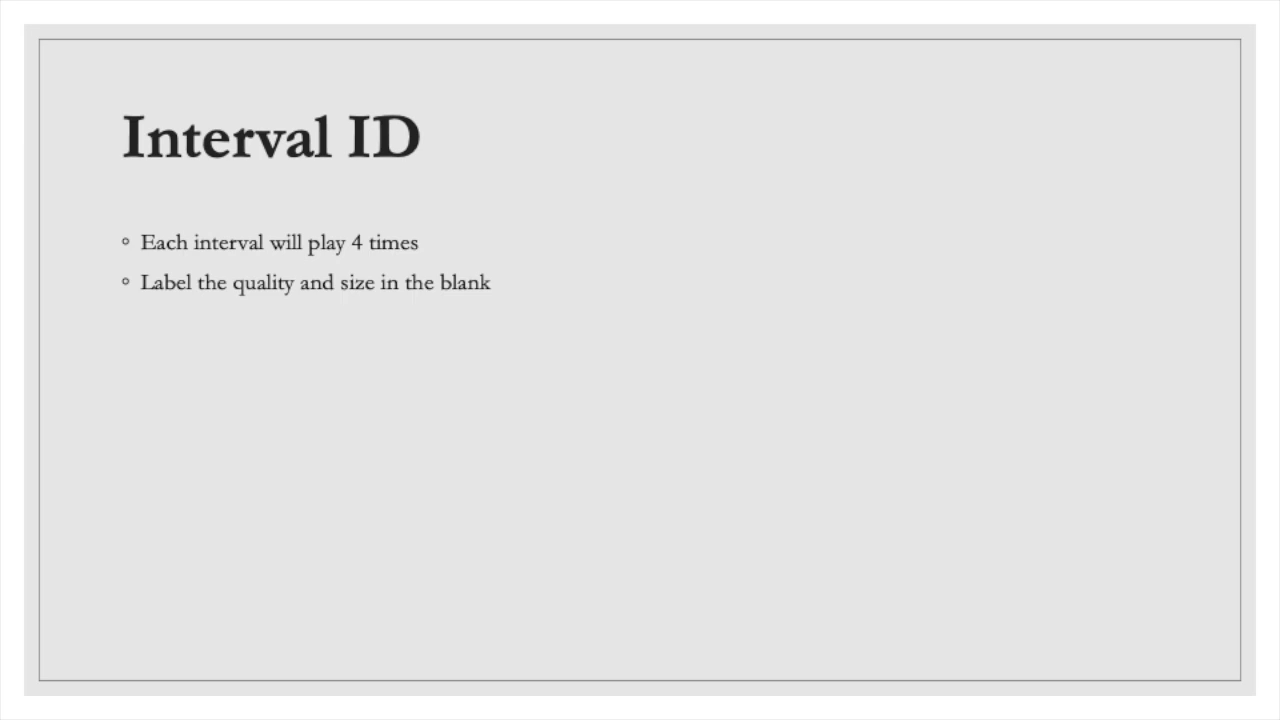 Interval ID
◦ Each interval will play 4 times
◦ Label the quality and size in the blank